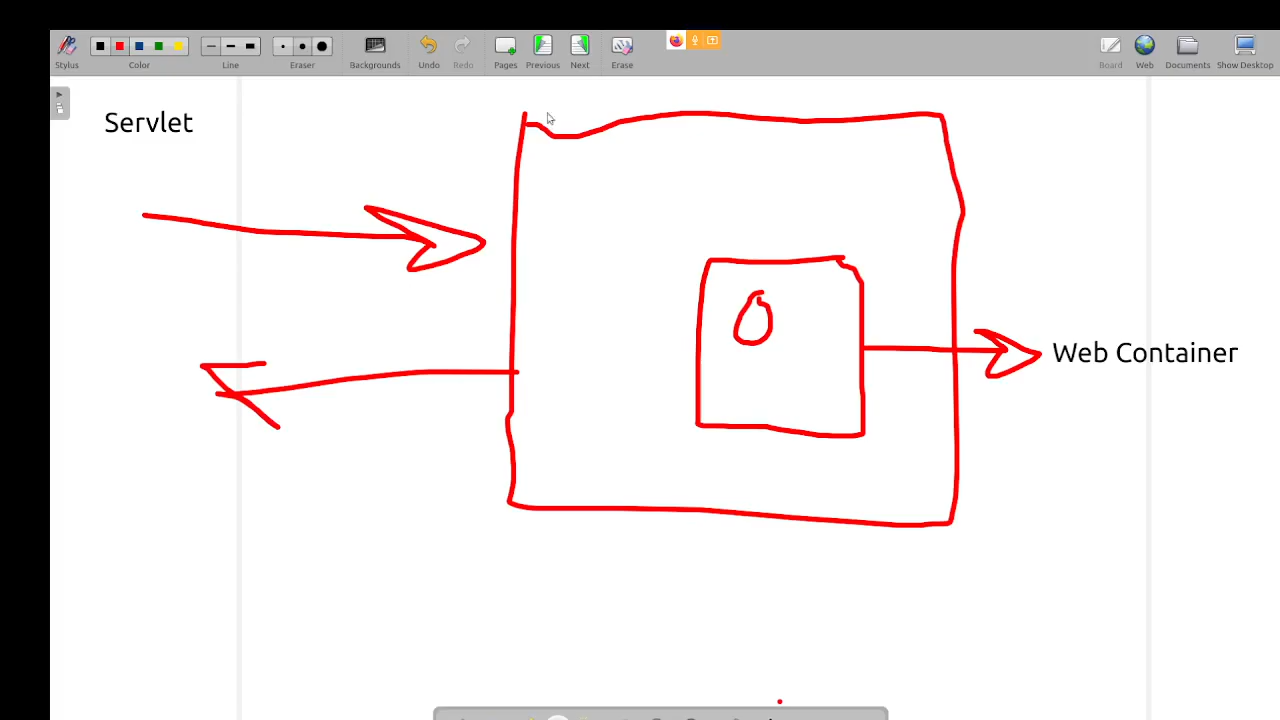 Stylus Color Line Eraser Backgrounds Undo Redo Pages Previous Next Erase Board Web Documents Show Desktop
Servlet
Web Container